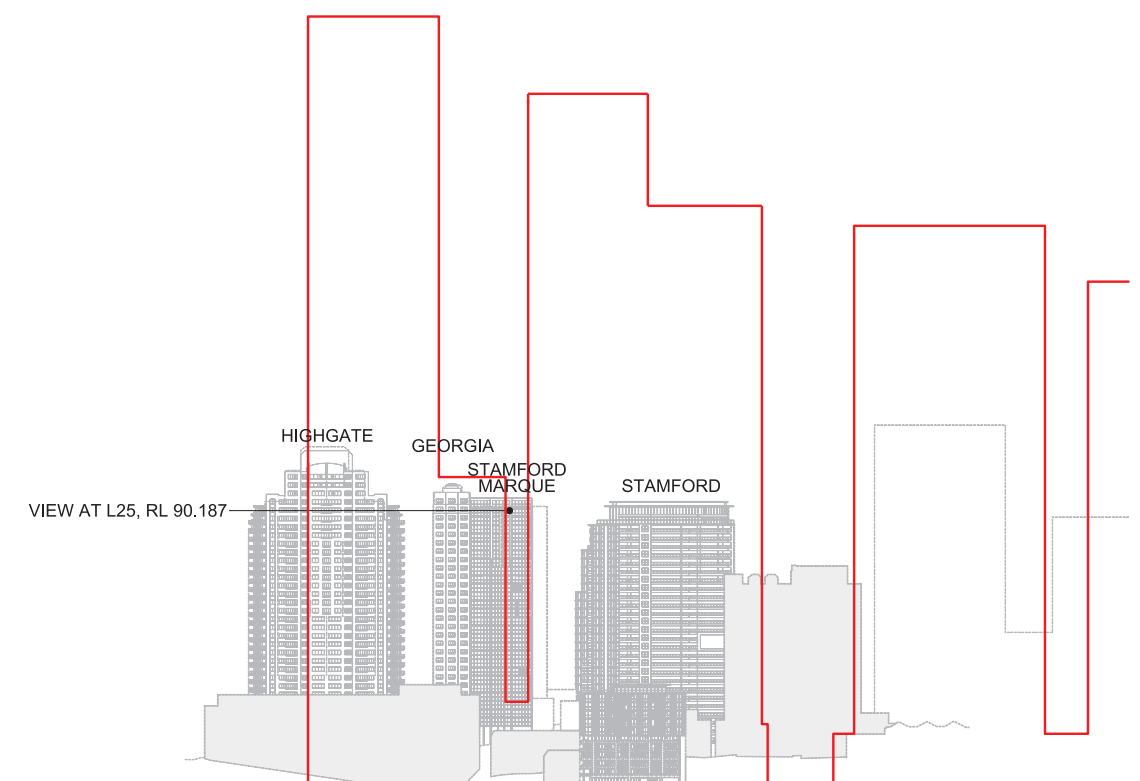 HIGHGATE
GEORGIA
STAMFORD
MARQUE
STAMFORD
VIEW AT L25, RL 90.187